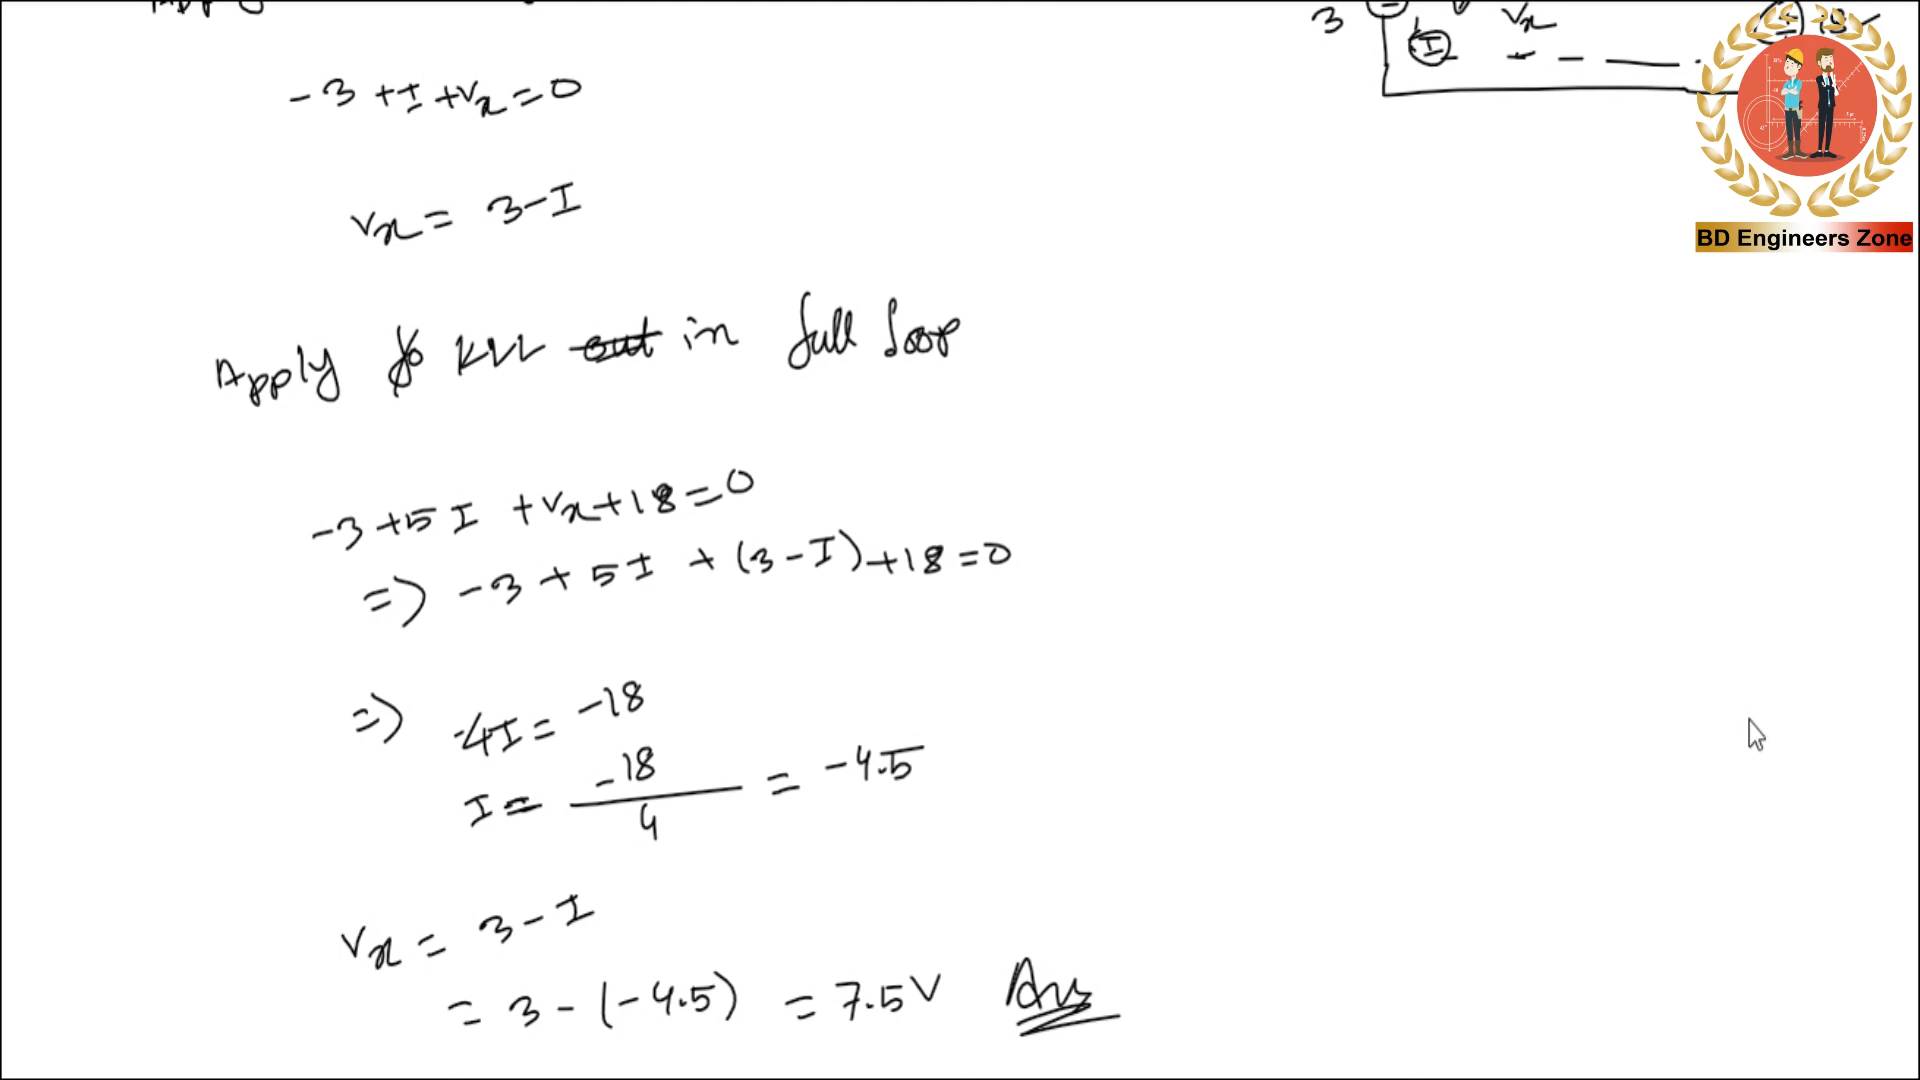 3
Vx
I
-3 +I +Vx=0
Vx= 3-I
BD Engineers Zone
Apply KVL in full loop
-3+5I +Vx+18=0
=> -3 + 5I + (3-I)+18=0
=> 4I= -18
I= -18/4 = -4.5
Vx = 3-I
= 3-(-4.5) = 7.5V Ans